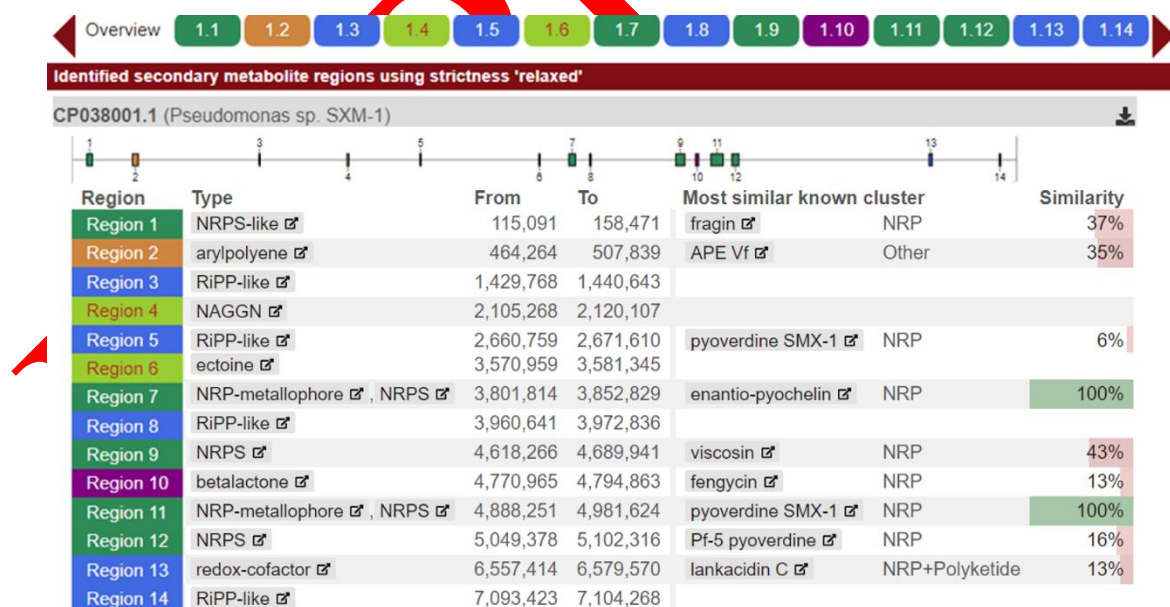 Overview 1.1 1.2 1.3 1.4 1.5 1.6 1.7 1.8 1.9 1.10 1.11 1.12 1.13 1.14
Identified secondary metabolite regions using strictness 'relaxed'
CP038001.1 (Pseudomonas sp. SXM-1)
1 3 5 7 9 11 13
2 4 6 8 10 12 14
Region Type From To Most similar known cluster Similarity
Region 1 NRPS-like 115,091 158,471 fragin NRP 37%
Region 2 arylpolyene 464,264 507,839 APE Vf Other 35%
Region 3 RiPP-like 1,429,768 1,440,643
Region 4 NAGGN 2,105,268 2,120,107
Region 5 RiPP-like 2,660,759 2,671,610 pyoverdine SMX-1 NRP 6%
Region 6 ectoine 3,570,959 3,581,345
Region 7 NRP-metallophore , NRPS 3,801,814 3,852,829 enantio-pyochelin NRP 100%
Region 8 RiPP-like 3,960,641 3,972,836
Region 9 NRPS 4,618,266 4,689,941 viscosin NRP 43%
Region 10 betalactone 4,770,965 4,794,863 fengycin NRP 13%
Region 11 NRP-metallophore , NRPS 4,888,251 4,981,624 pyoverdine SMX-1 NRP 100%
Region 12 NRPS 5,049,378 5,102,316 Pf-5 pyoverdine NRP 16%
Region 13 redox-cofactor 6,557,414 6,579,570 lankacidin C NRP+Polyketide 13%
Region 14 RiPP-like 7,093,423 7,104,268